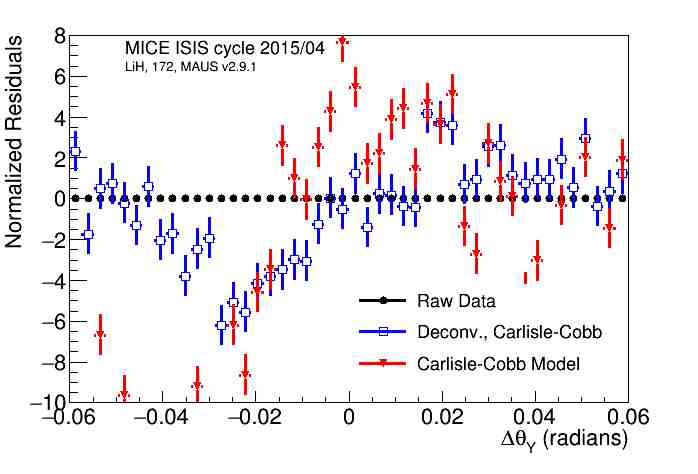 MICE ISIS cycle 2015/04
LiH, 172, MAUS v2.9.1
Normalized Residuals
8
6
4
2
0
−2
−4
−6
−8
−10
Raw Data
Deconv., Carlisle-Cobb
Carlisle-Cobb Model
−0.06 −0.04 −0.02 0 0.02 0.04 0.06
Δθ_Y (radians)